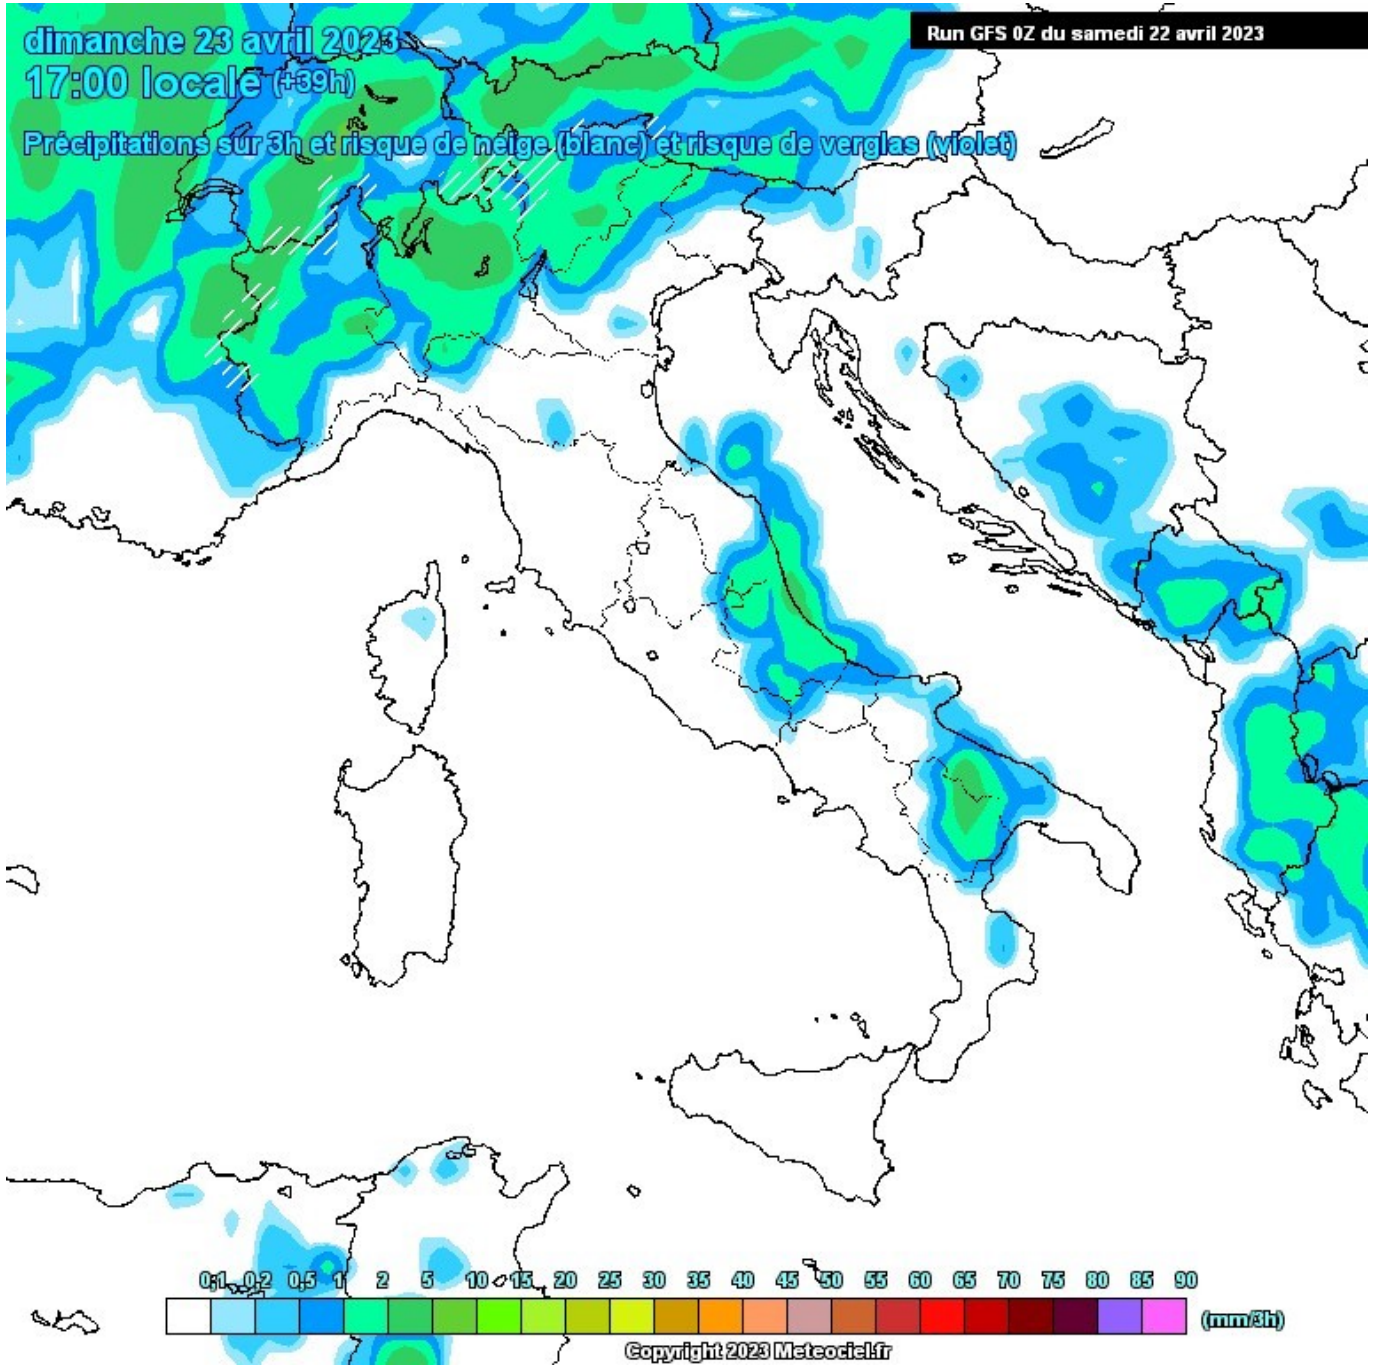 dimanche 23 avril 2023
Run GFS 0Z du samedi 22 avril 2023
17:00 locale (+39h)
Précipitations sur 3h et risque de neige (blanc) et risque de verglas (violet)
0,1 0,2 0,5 1 2 5 10 15 20 25 30 35 40 45 50 55 60 65 70 75 80 85 90
(mm/3h)
Copyright 2023 Meteociel.fr